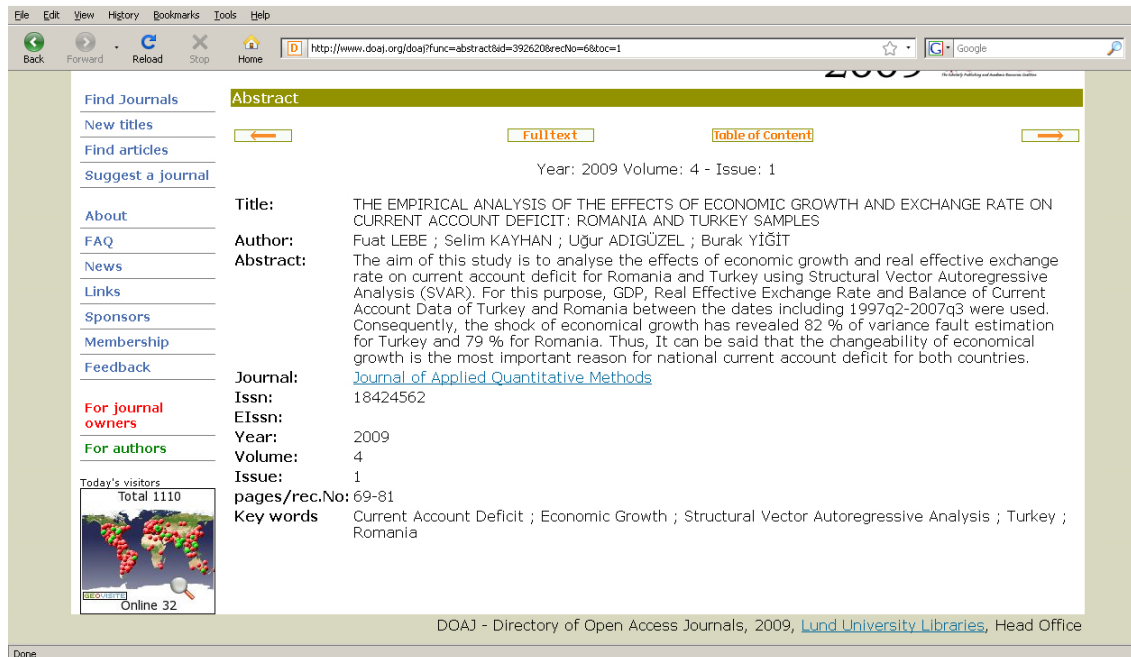 File Edit View History Bookmarks Tools Help
Back Forward Reload Stop Home http://www.doaj.org/doaj?func=abstract&id=392620&recNo=6&toc=1 Google
2009 The Scholarly Publishing and Academic Resources Coalition
Find Journals
New titles
Find articles
Suggest a journal
About
FAQ
News
Links
Sponsors
Membership
Feedback
For journal
owners
For authors
Today's visitors
Total 1110
GEOVISITE
Online 32
Abstract
Fulltext Table of Content
Year: 2009 Volume: 4 - Issue: 1
Title: THE EMPIRICAL ANALYSIS OF THE EFFECTS OF ECONOMIC GROWTH AND EXCHANGE RATE ON
CURRENT ACCOUNT DEFICIT: ROMANIA AND TURKEY SAMPLES
Author: Fuat LEBE ; Selim KAYHAN ; Uğur ADIGÜZEL ; Burak YİĞİT
Abstract: The aim of this study is to analyse the effects of economic growth and real effective exchange
rate on current account deficit for Romania and Turkey using Structural Vector Autoregressive
Analysis (SVAR). For this purpose, GDP, Real Effective Exchange Rate and Balance of Current
Account Data of Turkey and Romania between the dates including 1997q2-2007q3 were used.
Consequently, the shock of economical growth has revealed 82 % of variance fault estimation
for Turkey and 79 % for Romania. Thus, It can be said that the changeability of economical
growth is the most important reason for national current account deficit for both countries.
Journal: Journal of Applied Quantitative Methods
Issn: 18424562
EIssn:
Year: 2009
Volume: 4
Issue: 1
pages/rec.No: 69-81
Key words Current Account Deficit ; Economic Growth ; Structural Vector Autoregressive Analysis ; Turkey ;
Romania
DOAJ - Directory of Open Access Journals, 2009, Lund University Libraries, Head Office
Done